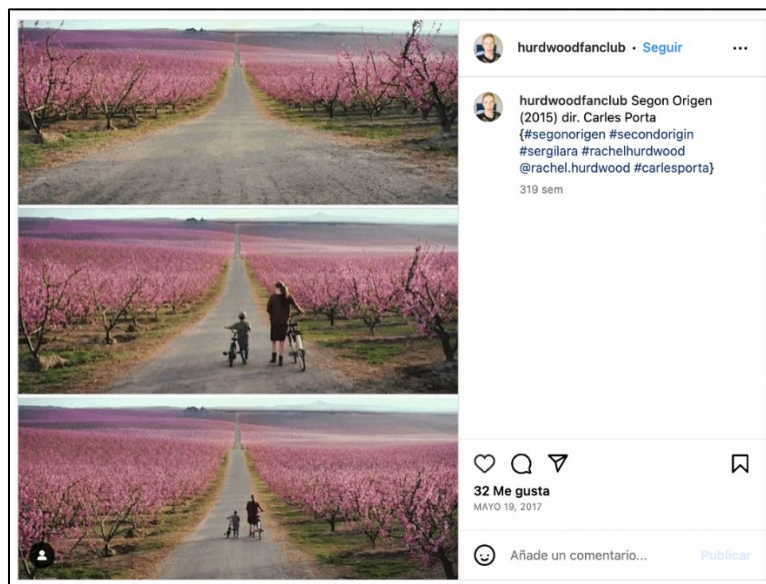 hurdwoodfanclub • Seguir
hurdwoodfanclub Segon Origen
(2015) dir. Carles Porta
{#segonorigen #secondorigin
#sergilara #rachelhurdwood
@rachel.hurdwood #carlesporta}
319 sem
32 Me gusta
MAYO 19, 2017
Añade un comentario...
Publicar